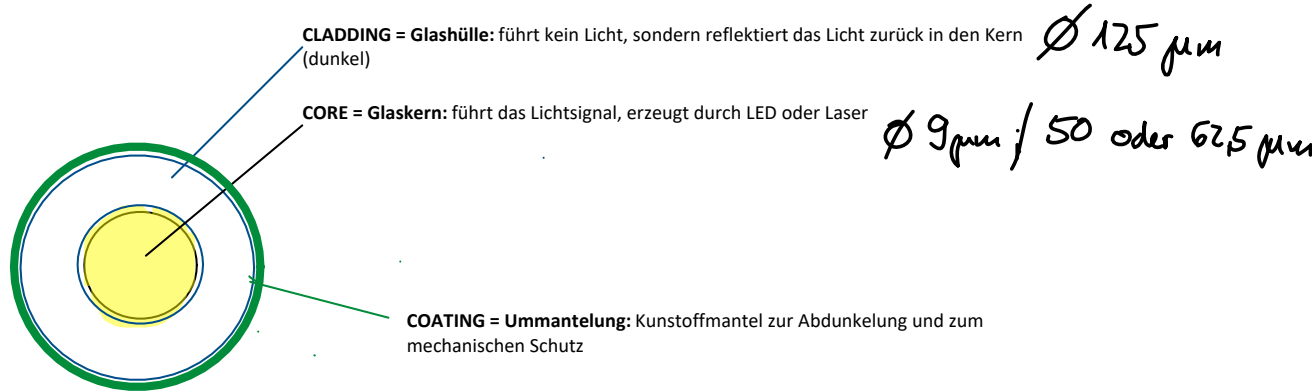 CLADDING = Glashülle: führt kein Licht, sondern reflektiert das Licht zurück in den Kern
(dunkel)
Ø 125 µm
CORE = Glaskern: führt das Lichtsignal, erzeugt durch LED oder Laser
Ø 9µm / 50 oder 62,5 µm
COATING = Ummantelung: Kunstoffmantel zur Abdunkelung und zum
mechanischen Schutz